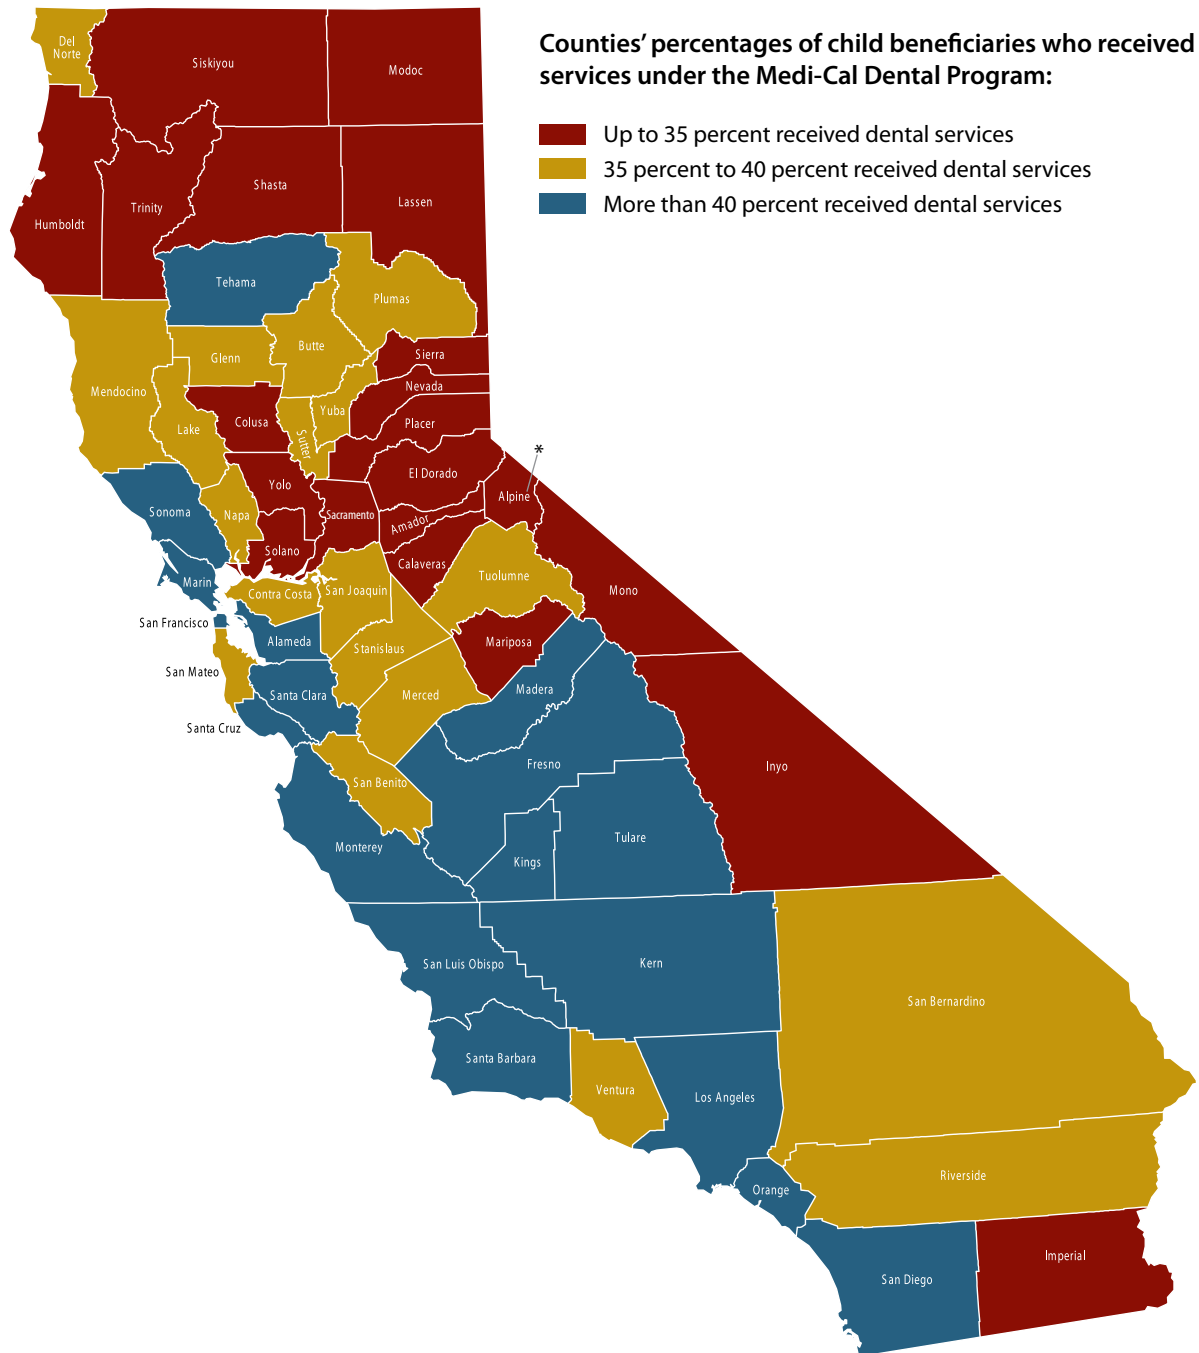 Counties' percentages of child beneficiaries who received
services under the Medi-Cal Dental Program:
Up to 35 percent received dental services
35 percent to 40 percent received dental services
More than 40 percent received dental services
Del
Norte
Siskiyou
Modoc
Humboldt
Trinity
Shasta
Lassen
Tehama
Plumas
Mendocino
Glenn
Butte
Sierra
Nevada
Lake
Colusa
Sutter
Yuba
Placer
*
El Dorado
Alpine
Sonoma
Napa
Yolo
Sacramento
Amador
Solano
Calaveras
Tuolumne
Mono
Marin
Contra Costa
San Joaquin
San Francisco
Alameda
Stanislaus
Mariposa
San Mateo
Santa Clara
Merced
Madera
Santa Cruz
San Benito
Fresno
Inyo
Monterey
Kings
Tulare
San Luis Obispo
Kern
San Bernardino
Santa Barbara
Ventura
Los Angeles
Orange
Riverside
San Diego
Imperial